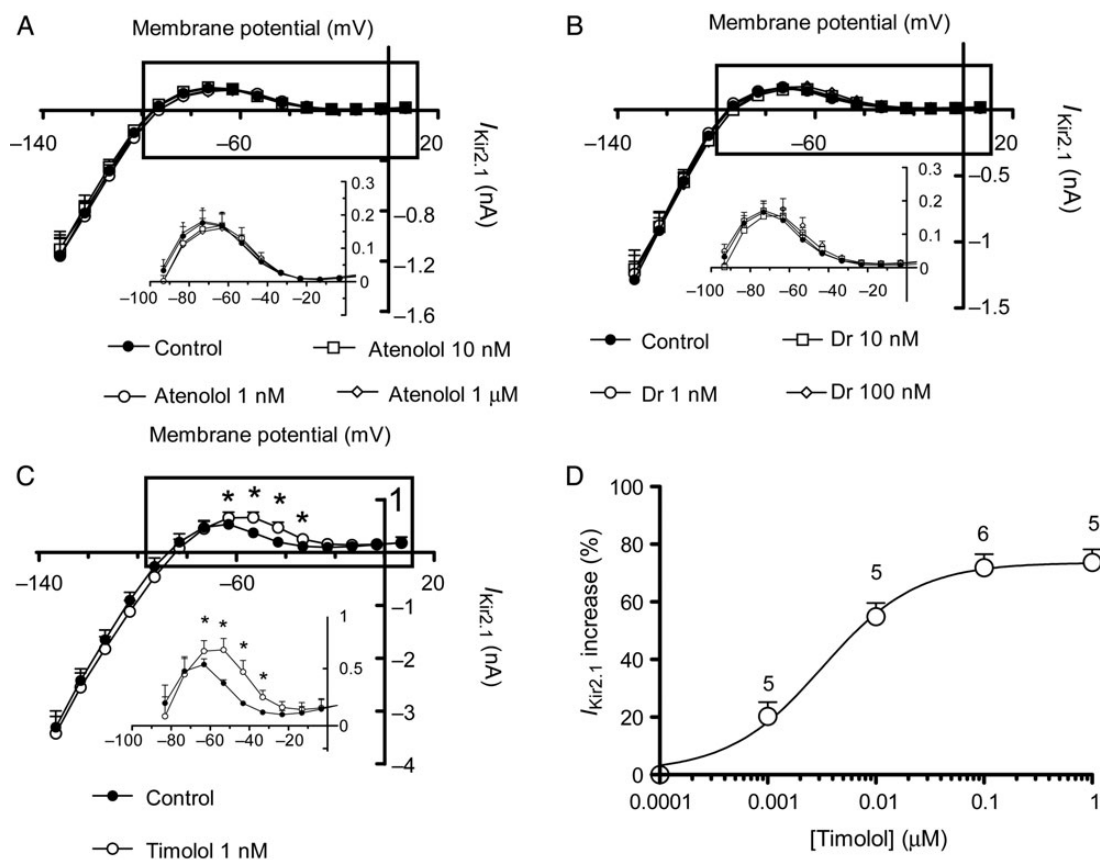 A
Membrane potential (mV)
–140
–60
20
–0.8
–1.2
–1.6
I Kir2.1 (nA)
0.3
0.2
0.1
0
–100
–80
–60
–40
–20
Control
Atenolol 10 nM
Atenolol 1 nM
Atenolol 1 μM
B
Membrane potential (mV)
–140
–60
20
–0.5
–1
–1.5
I Kir2.1 (nA)
0.3
0.2
0.1
0
–100
–80
–60
–40
–20
Control
Dr 10 nM
Dr 1 nM
Dr 100 nM
C
Membrane potential (mV)
* * * *
1
–140
–60
20
–1
–2
–3
–4
I Kir2.1 (nA)
* * * *
1
0.5
0
–100
–80
–60
–40
–20
Control
Timolol 1 nM
D
100
80
60
40
20
0
I Kir2.1 increase (%)
5
5
6
5
0.0001
0.001
0.01
0.1
1
[Timolol] (μM)